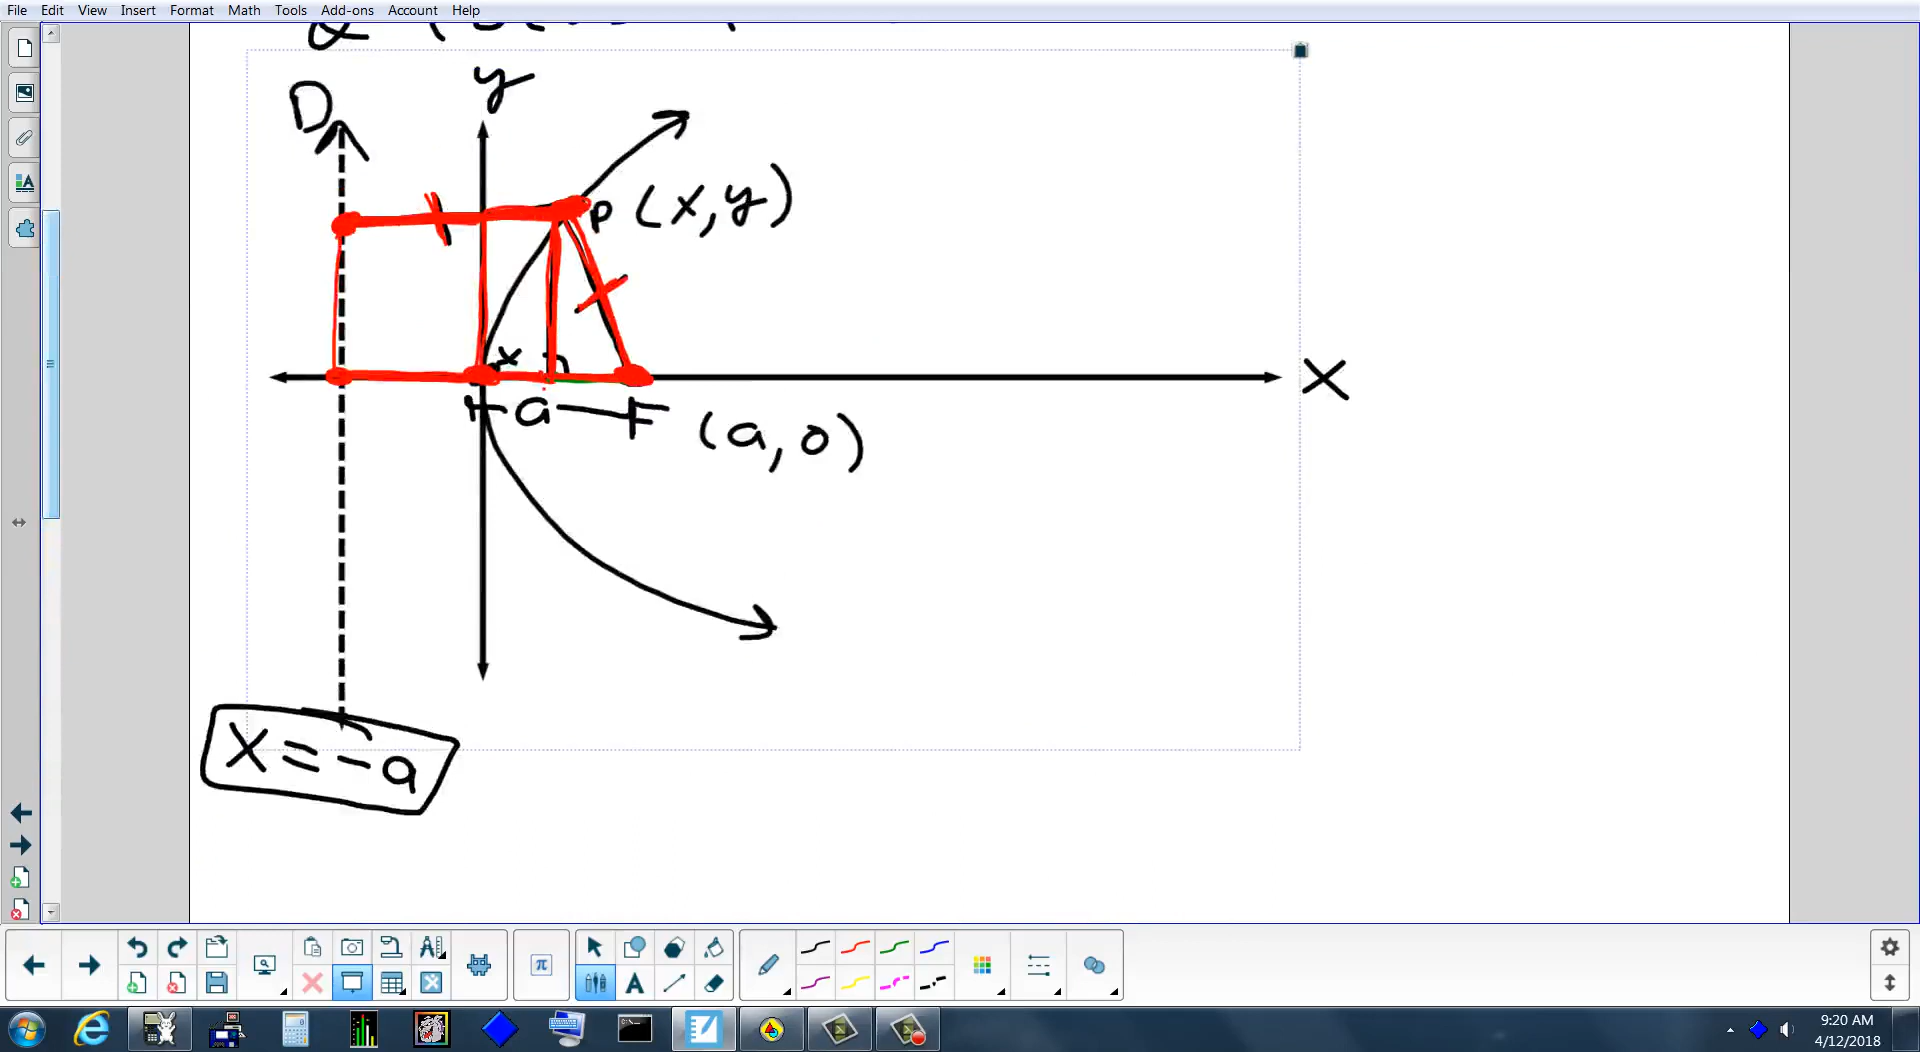 File Edit View Insert Format Math Tools Add-ons Account Help
y
D
P (x,y)
x
a F (a,0)
X
X=-a
π
A
9:20 AM
4/12/2018